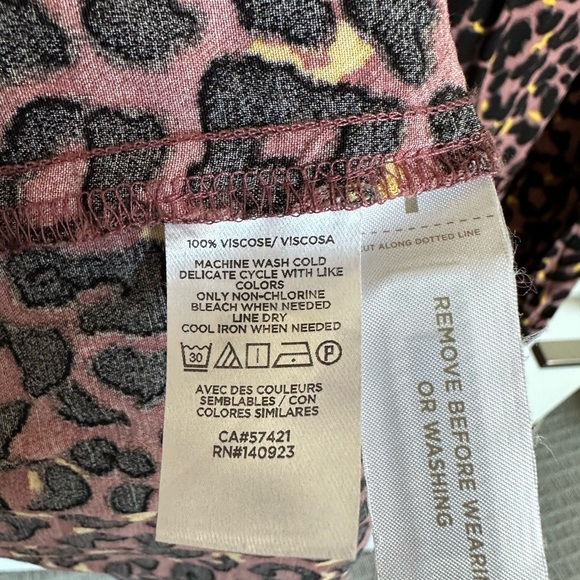 100% VISCOSE/ VISCOSA
MACHINE WASH COLD
DELICATE CYCLE WITH LIKE
COLORS
ONLY NON-CHLORINE
BLEACH WHEN NEEDED
LINE DRY
COOL IRON WHEN NEEDED
30 P
AVEC DES COULEURS
SEMBLABLES / CON
COLORES SIMILARES
CA#57421
RN#140923
UT ALONG DOTTED LINE
REMOVE BEFORE WEARI
OR WASHING